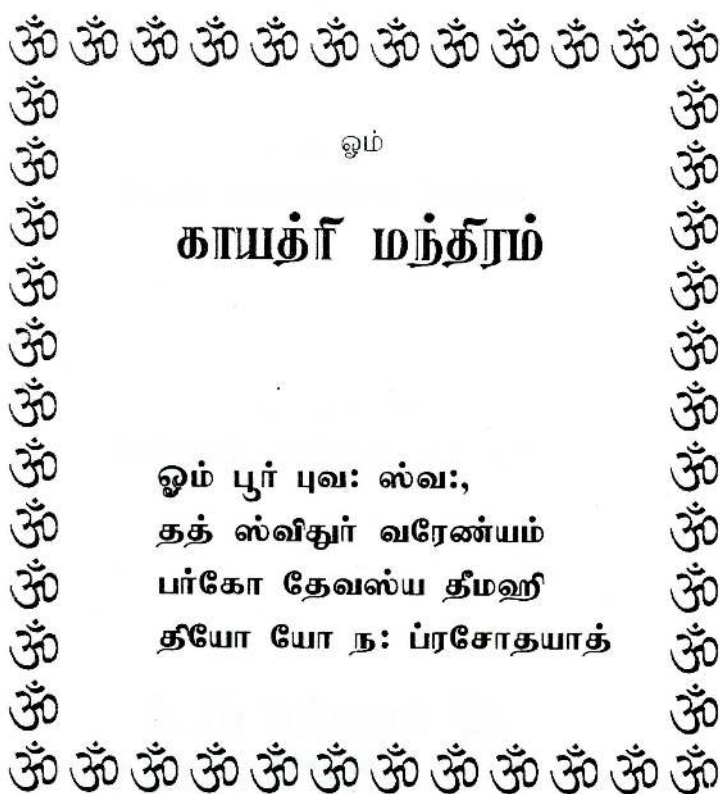 ॐ ॐ ॐ ॐ ॐ ॐ ॐ ॐ ॐ ॐ ॐ ॐ
ॐ ॐ
ॐ ஓம் ॐ
ॐ காயத்ரி மந்திரம் ॐ
ॐ ॐ
ॐ ॐ
ॐ ॐ
ॐ ஓம் பூர் புவ: ஸ்வ:, ॐ
ॐ தத் ஸ்விதுர் வரேண்யம் ॐ
ॐ பர்கோ தேவஸ்ய தீமஹி ॐ
ॐ தியோ யோ ந: ப்ரசோதயாத் ॐ
ॐ ॐ
ॐ ॐ ॐ ॐ ॐ ॐ ॐ ॐ ॐ ॐ ॐ ॐ